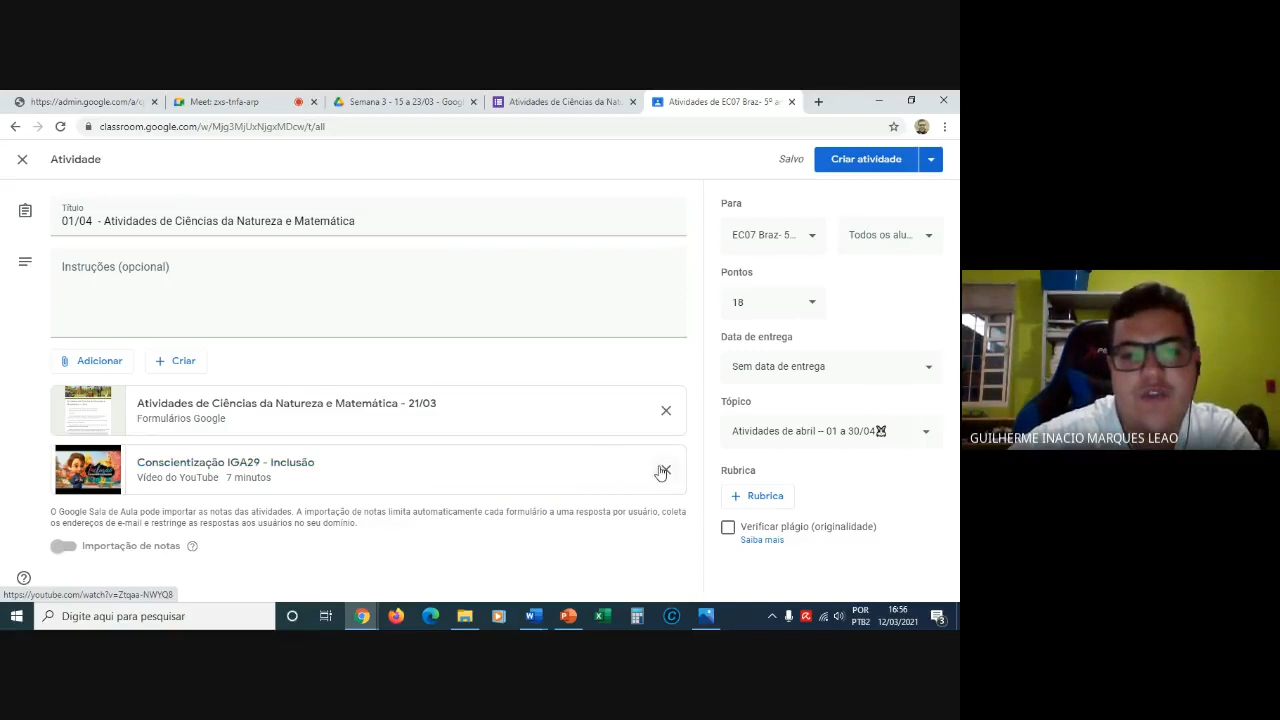 https://admin.google.com/a/c
Meet: zxs-tnfa-arp
Semana 3 - 15 a 23/03 - Googl
Atividades de Ciências da Nat
Atividades de EC07 Braz- 5º a
classroom.google.com/w/Mjg3MjUxNjgxMDcw/t/all
Atividade
Salvo
Criar atividade
Título
01/04 - Atividades de Ciências da Natureza e Matemática
Instruções (opcional)
Adicionar
Criar
Atividades de Ciências da Natureza e Matemática - 21/03
Formulários Google
Conscientização IGA29 - Inclusão
Vídeo do YouTube 7 minutos
O Google Sala de Aula pode importar as notas das atividades. A importação de notas limita automaticamente cada formulário a uma resposta por usuário, coleta
os endereços de e-mail e restringe as respostas aos usuários no seu domínio.
Importação de notas
Para
EC07 Braz- 5...
Todos os alu...
Pontos
18
Data de entrega
Sem data de entrega
Tópico
Atividades de abril -- 01 a 30/04
Rubrica
+ Rubrica
Verificar plágio (originalidade)
Saiba mais
https://youtube.com/watch?v=Ztqaa-NWYQ8
Digite aqui para pesquisar
POR
PTB2
16:56
12/03/2021
3
GUILHERME INACIO MARQUES LEAO